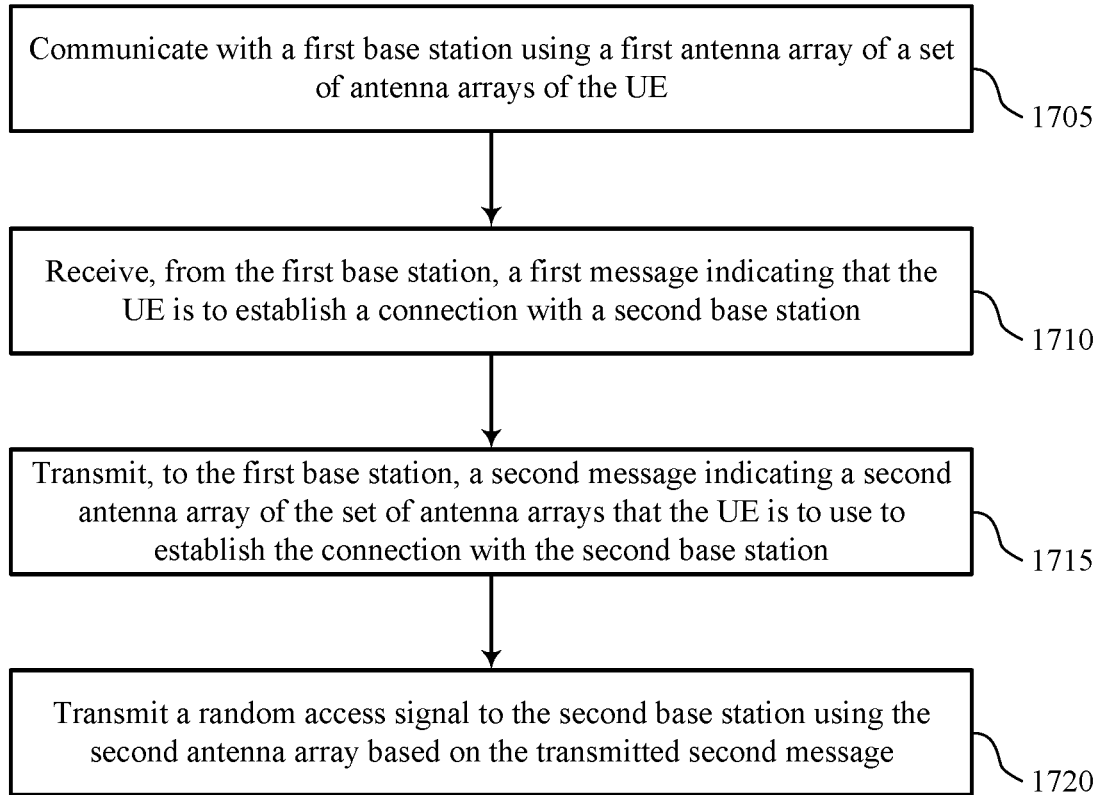 Communicate with a first base station using a first antenna array of a set
of antenna arrays of the UE
1705
Receive, from the first base station, a first message indicating that the
UE is to establish a connection with a second base station
1710
Transmit, to the first base station, a second message indicating a second
antenna array of the set of antenna arrays that the UE is to use to
establish the connection with the second base station
1715
Transmit a random access signal to the second base station using the
second antenna array based on the transmitted second message
1720